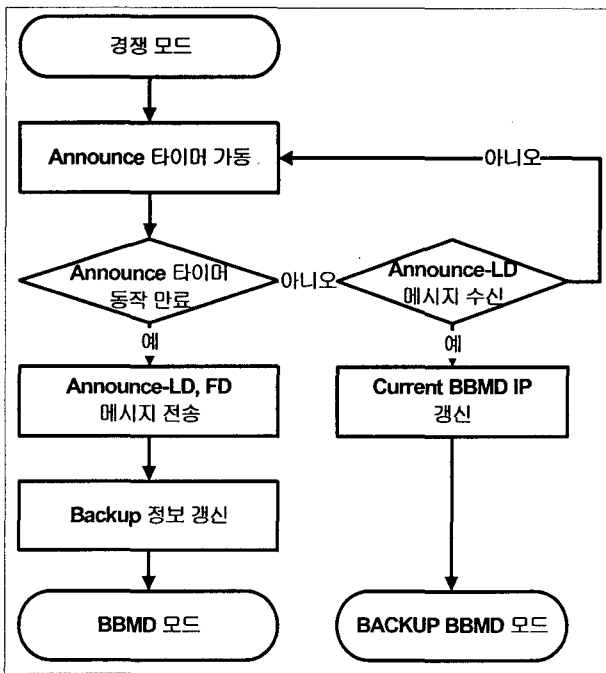 경쟁 모드
Announce 타이머 가동
아니오
Announce 타이머
동작 만료
아니오
Announce-LD
메시지 수신
예
예
Announce-LD, FD
메시지 전송
Current BBMD IP
갱신
Backup 정보 갱신
BBMD 모드
BACKUP BBMD 모드